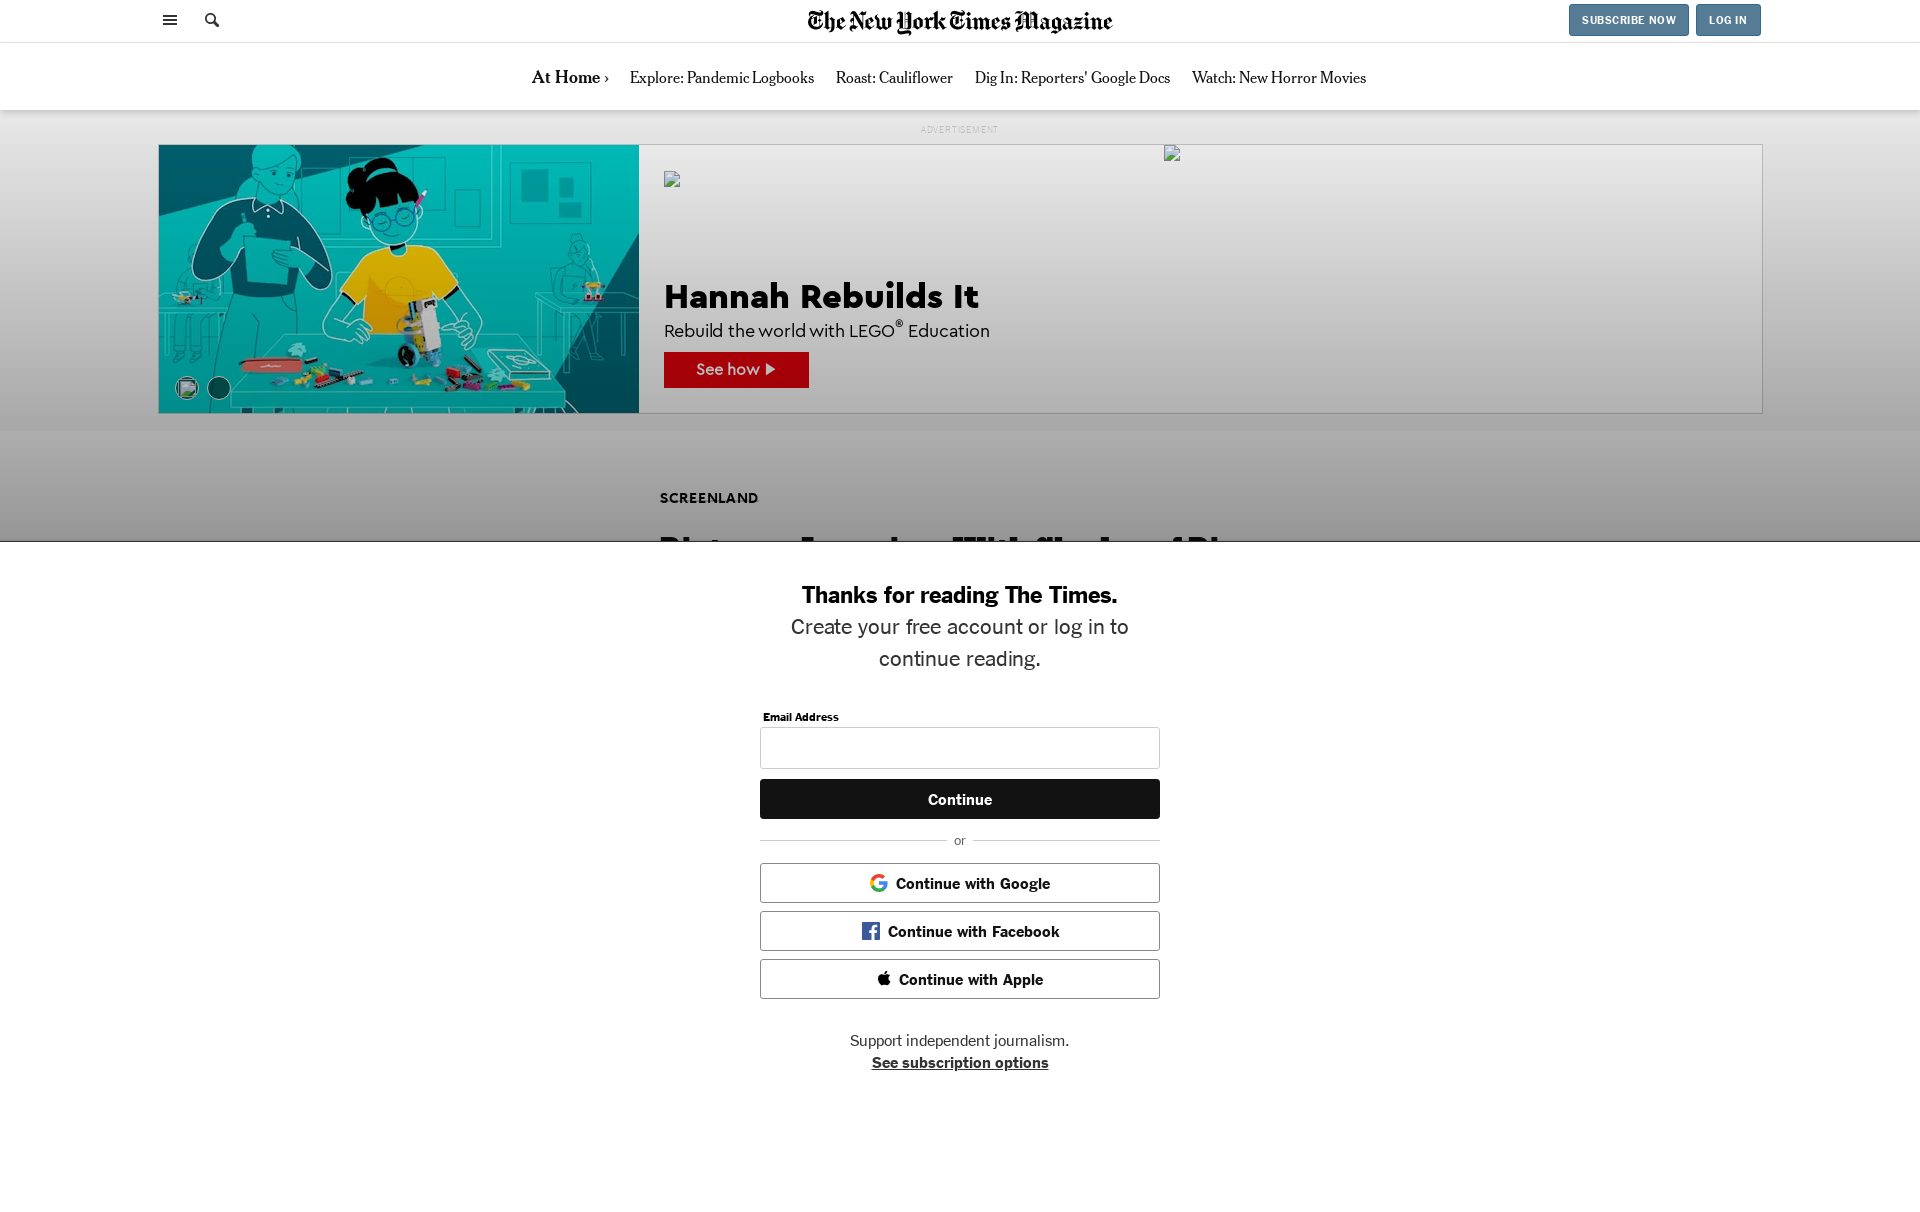 The New York Times Magazine
SUBSCRIBE NOW
LOG IN
At Home ›
Explore: Pandemic Logbooks
Roast: Cauliflower
Dig In: Reporters' Google Docs
Watch: New Horror Movies
ADVERTISEMENT
Hannah Rebuilds It
Rebuild the world with LEGO® Education
See how
SCREENLAND
Thanks for reading The Times.
Create your free account or log in to
continue reading.
Email Address
Continue
or
Continue with Google
Continue with Facebook
Continue with Apple
Support independent journalism.
See subscription options